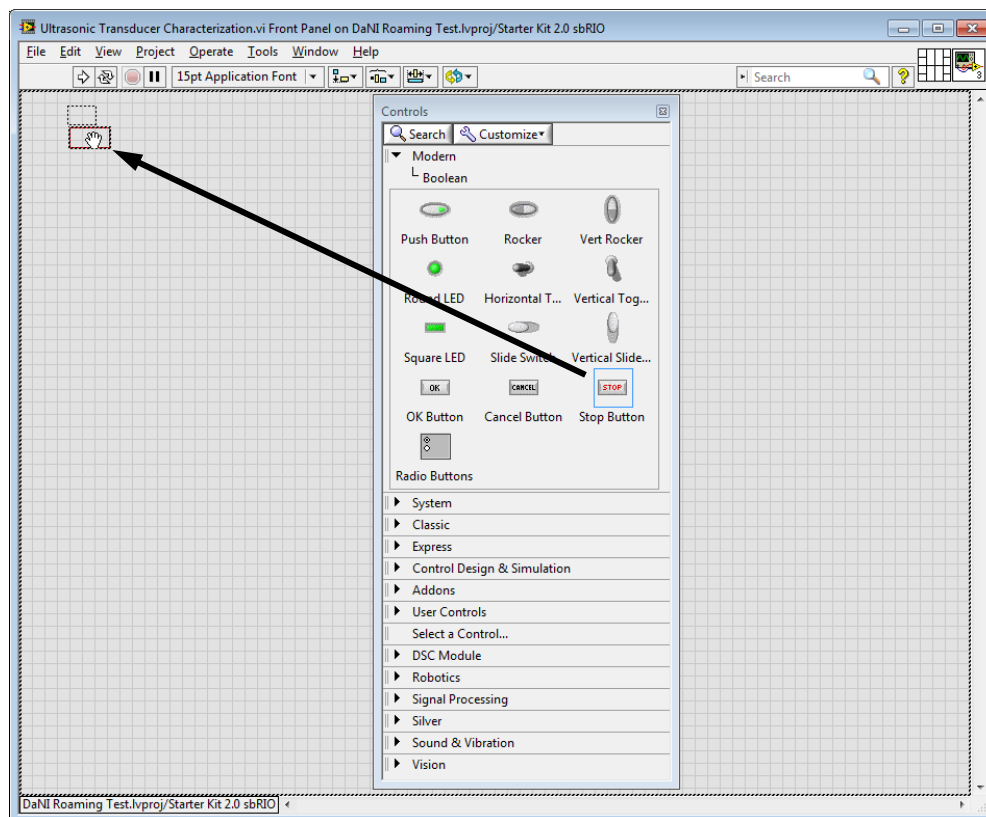 Ultrasonic Transducer Characterization.vi Front Panel on DaNI Roaming Test.lvproj/Starter Kit 2.0 sbRIO
File Edit View Project Operate Tools Window Help
15pt Application Font
Search
?
3
Controls
Search Customize
Modern
Boolean
Push Button Rocker Vert Rocker
Round LED Horizontal T... Vertical Tog...
Square LED Slide Switch Vertical Slide...
OK CANCEL STOP
OK Button Cancel Button Stop Button
Radio Buttons
System
Classic
Express
Control Design & Simulation
Addons
User Controls
Select a Control...
DSC Module
Robotics
Signal Processing
Silver
Sound & Vibration
Vision
DaNI Roaming Test.lvproj/Starter Kit 2.0 sbRIO